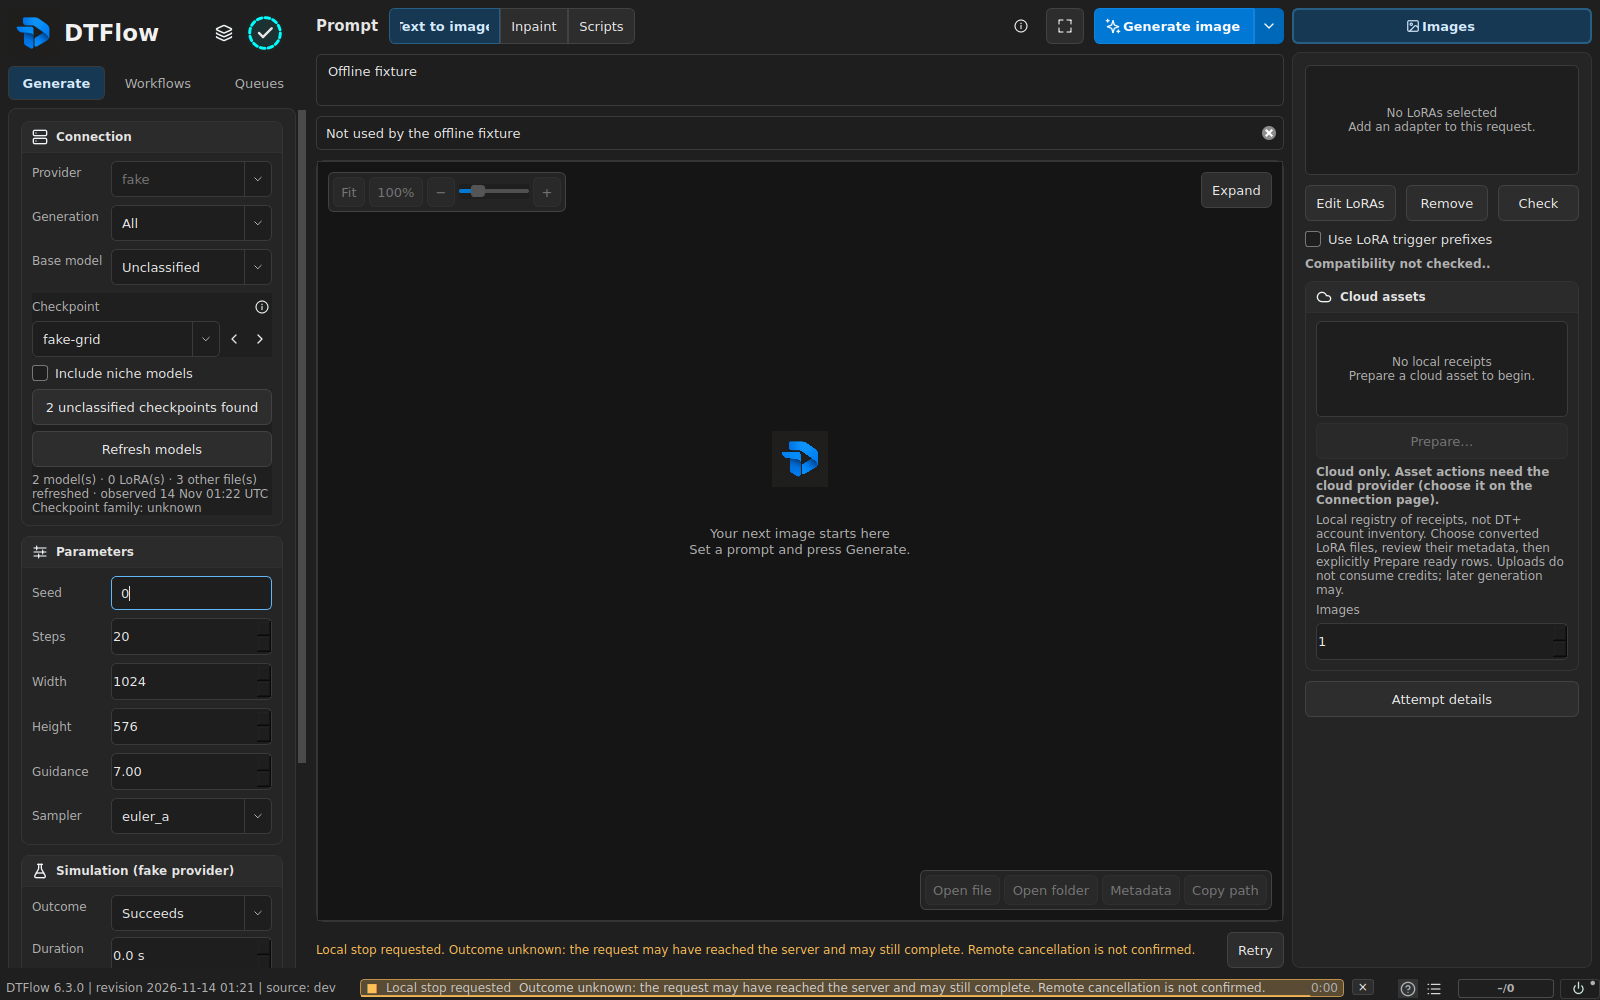 DTFlow
Generate
Workflows
Queues
Connection
Provider
fake
Generation
All
Base model
Unclassified
Checkpoint
fake-grid
Include niche models
2 unclassified checkpoints found
Refresh models
2 model(s) · 0 LoRA(s) · 3 other file(s)
refreshed · observed 14 Nov 01:22 UTC
Checkpoint family: unknown
Parameters
Seed
0
Steps
20
Width
1024
Height
576
Guidance
7.00
Sampler
euler_a
Simulation (fake provider)
Outcome
Succeeds
Duration
0.0 s
Prompt
Text to image
Inpaint
Scripts
Generate image
Offline fixture
Not used by the offline fixture
Fit
100%
−
+
Expand
Your next image starts here
Set a prompt and press Generate.
Open file
Open folder
Metadata
Copy path
Local stop requested. Outcome unknown: the request may have reached the server and may still complete. Remote cancellation is not confirmed.
Retry
Images
No LoRAs selected
Add an adapter to this request.
Edit LoRAs
Remove
Check
Use LoRA trigger prefixes
Compatibility not checked..
Cloud assets
No local receipts
Prepare a cloud asset to begin.
Prepare...
Cloud only. Asset actions need the
cloud provider (choose it on the
Connection page).
Local registry of receipts, not DT+
account inventory. Choose converted
LoRA files, review their metadata, then
explicitly Prepare ready rows. Uploads do
not consume credits; later generation
may.
Images
1
Attempt details
DTFlow 6.3.0 | revision 2026-11-14 01:21 | source: dev
Local stop requested Outcome unknown: the request may have reached the server and may still complete. Remote cancellation is not confirmed.
0:00
–/0